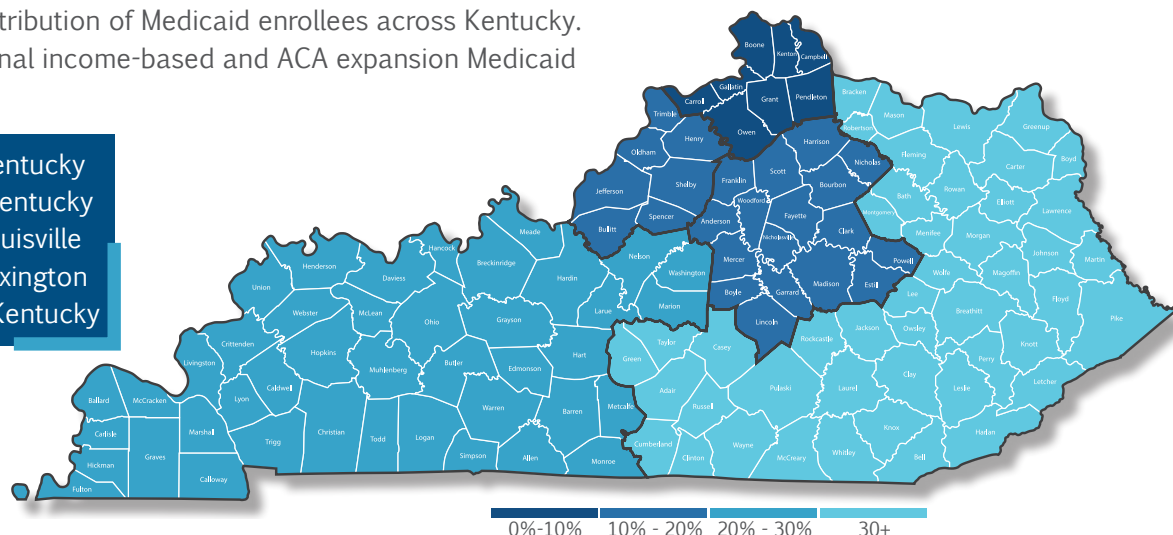 tribution of Medicaid enrollees across Kentucky.
nal income-based and ACA expansion Medicaid
entucky
entucky
uisville
xington
Kentucky
Boone
Kenton
Campbell
Gallatin
Carroll
Grant
Pendleton
Owen
Trimble
Henry
Oldham
Jefferson
Shelby
Spencer
Bullitt
Harrison
Nicholas
Scott
Franklin
Bourbon
Woodford
Anderson
Fayette
Clark
Nicholasville
Mercer
Powell
Madison
Estill
Boyle
Garrard
Lincoln
Bracken
Mason
Robertson
Lewis
Greenup
Fleming
Carter
Boyd
Rowan
Bath
Elliott
Lawrence
Montgomery
Menifee
Morgan
Johnson
Martin
Wolfe
Magoffin
Lee
Floyd
Breathitt
Pike
Jackson
Owsley
Knott
Perry
Rockcastle
Clay
Letcher
Leslie
Laurel
Pulaski
Casey
Taylor
Green
Adair
Russell
Knox
Harlan
Bell
Whitley
McCreary
Wayne
Clinton
Cumberland
Meade
Hancock
Breckinridge
Nelson
Washington
Hardin
Marion
Larue
Henderson
Daviess
Union
Webster
McLean
Ohio
Grayson
Hart
Crittenden
Livingston
Hopkins
Butler
Edmonson
Muhlenberg
Caldwell
Lyon
Warren
Barren
Metcalfe
Ballard
McCracken
Carlisle
Marshall
Trigg
Christian
Todd
Logan
Simpson
Allen
Monroe
Graves
Hickman
Calloway
Fulton
0%-10% 10% - 20% 20% - 30% 30+